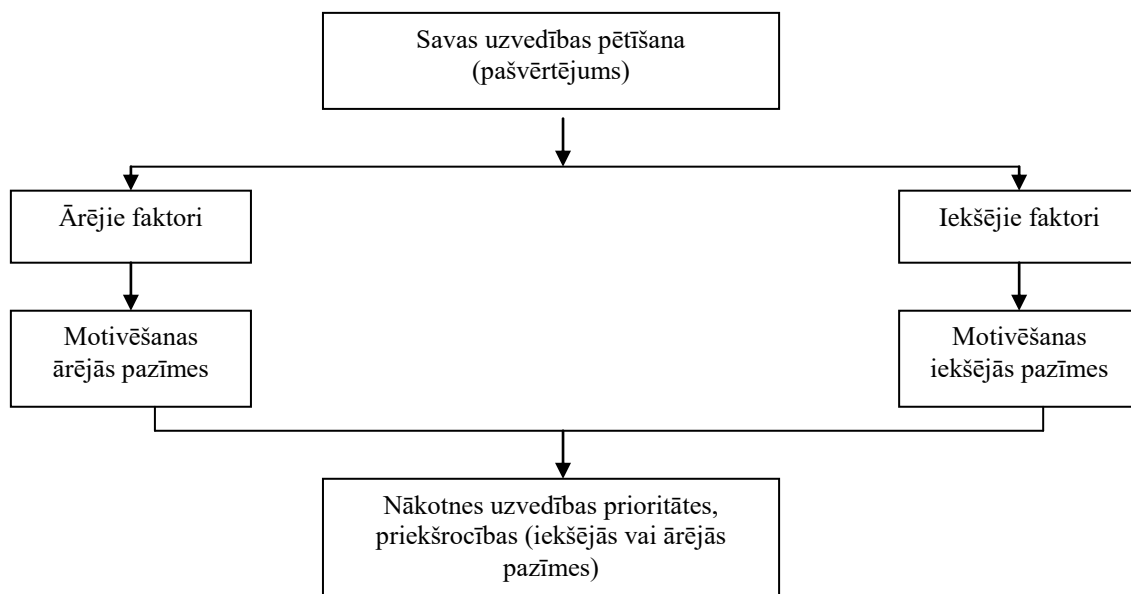 Savas uzvedības pētīšana
(pašvērtējums)
Ārējie faktori
Iekšējie faktori
Motivēšanas
ārējās pazīmes
Motivēšanas
iekšējās pazīmes
Nākotnes uzvedības prioritātes,
priekšrocības (iekšējās vai ārējās
pazīmes)